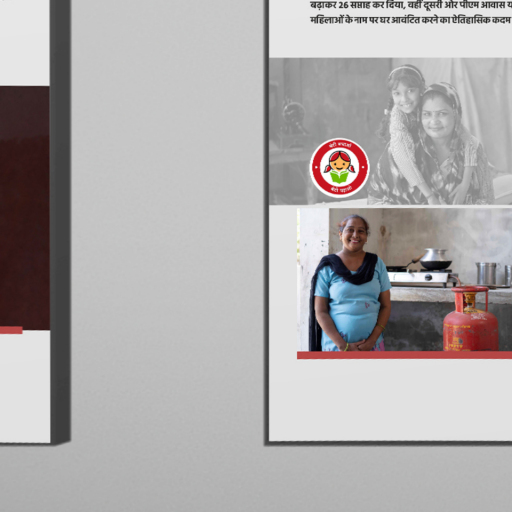 बढ़ाकर 26 सप्ताह कर दिया, वहीं दूसरी ओर पीएम आवास
महिलाओं के नाम पर घर आवंटित करने का ऐतिहासिक कदम
बेटी बचाओ
बेटी पढ़ाओ